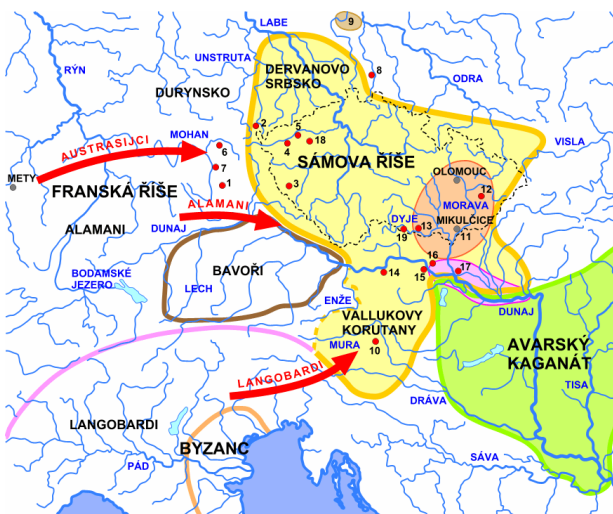 9
LABE
RÝN
UNSTRUTA
8
DERVANOVO
SRBSKO
ODRA
DURYNSKO
2
5
MOHAN
18
4
6
VISLA
AUSTRASIJCI
SÁMOVA ŘÍŠE
7
OLOMOUC
METY
FRANSKÁ ŘÍŠE
1
3
12
ALAMANI
MORAVA
ALAMANI
DYJE
13
MIKULČICE
DUNAJ
19
11
BAVOŘI
16
BODAMSKÉ
JEZERO
14
15
17
LECH
ENŽE
DUNAJ
VALLUKOVY
KORUTANY
MURA
10
AVARSKÝ
KAGANÁT
LANGOBARDI
TISA
DRÁVA
LANGOBARDI
BYZANC
PÁD
SÁVA